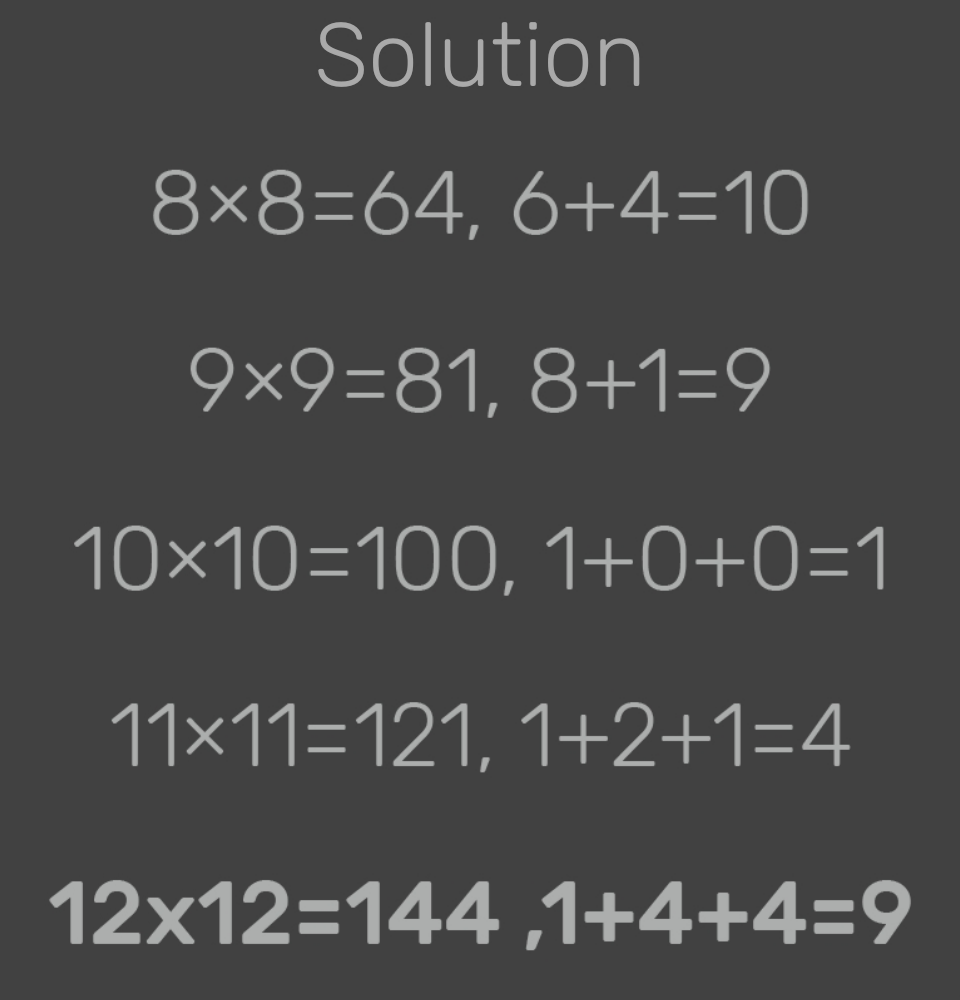 Solution
8×8=64, 6+4=10
9×9=81, 8+1=9
10×10=100, 1+0+0=1
11×11=121, 1+2+1=4
12x12=144 ,1+4+4=9